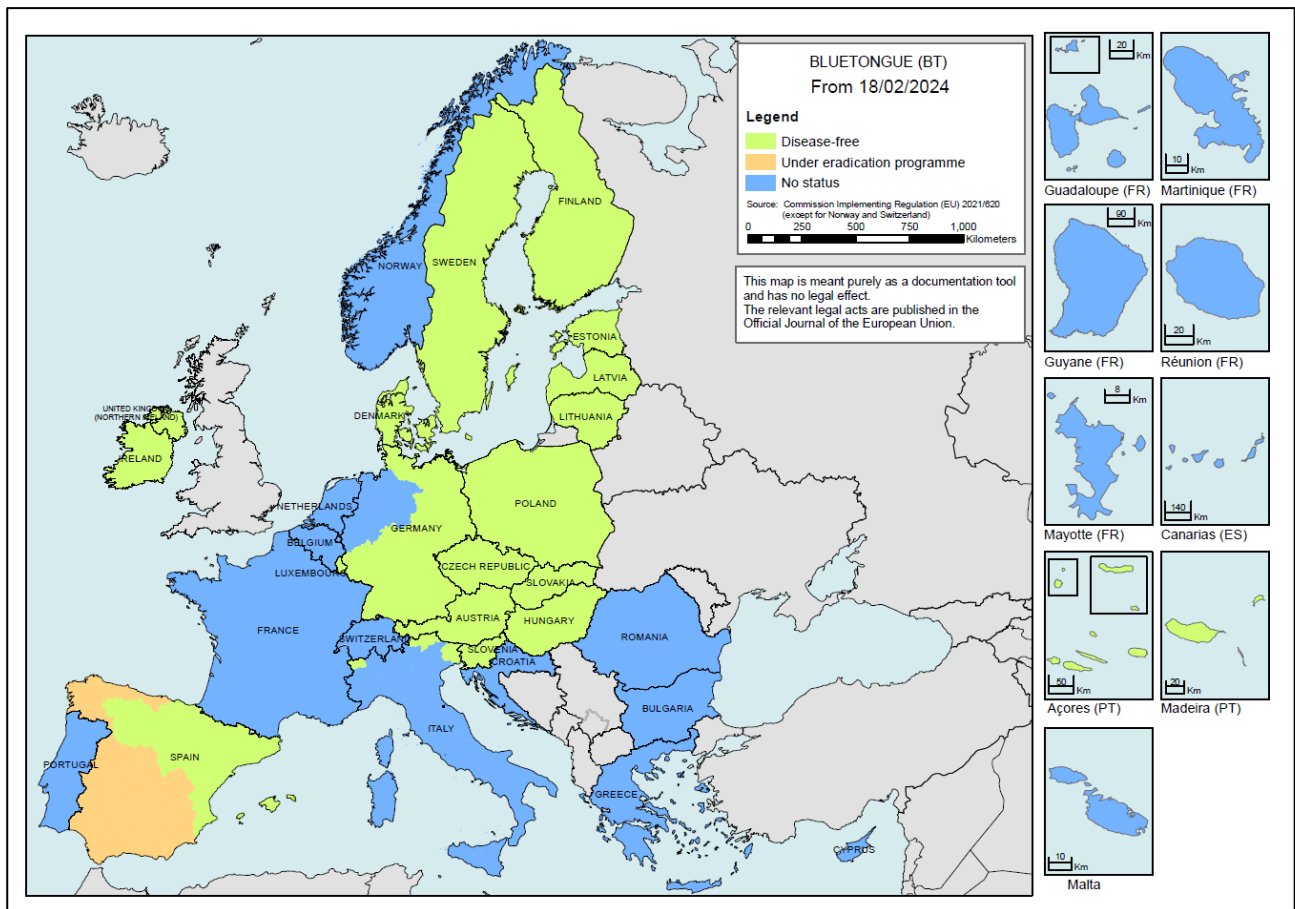 BLUETONGUE (BT)
From 18/02/2024
Legend
Disease-free
Under eradication programme
No status
Source: Commission Implementing Regulation (EU) 2021/620
(except for Norway and Switzerland)
0 250 500 750 1,000
Kilometers
This map is meant purely as a documentation tool
and has no legal effect.
The relevant legal acts are published in the
Official Journal of the European Union.
FINLAND
NORWAY
SWEDEN
ESTONIA
LATVIA
LITHUANIA
DENMARK
UNITED KINGDOM
(NORTHERN IRELAND)
IRELAND
NETHERLANDS
POLAND
GERMANY
BELGIUM
LUXEMBOURG
CZECH REPUBLIC
SLOVAKIA
AUSTRIA
HUNGARY
FRANCE
SWITZERLAND
SLOVENIA
CROATIA
ROMANIA
BULGARIA
ITALY
SPAIN
PORTUGAL
GREECE
CYPRUS
20
Km
Guadaloupe (FR)
10
Km
Martinique (FR)
90
Km
Guyane (FR)
20
Km
Réunion (FR)
8
Km
Mayotte (FR)
140
Km
Canarias (ES)
50
Km
Açores (PT)
20
Km
Madeira (PT)
10
Km
Malta